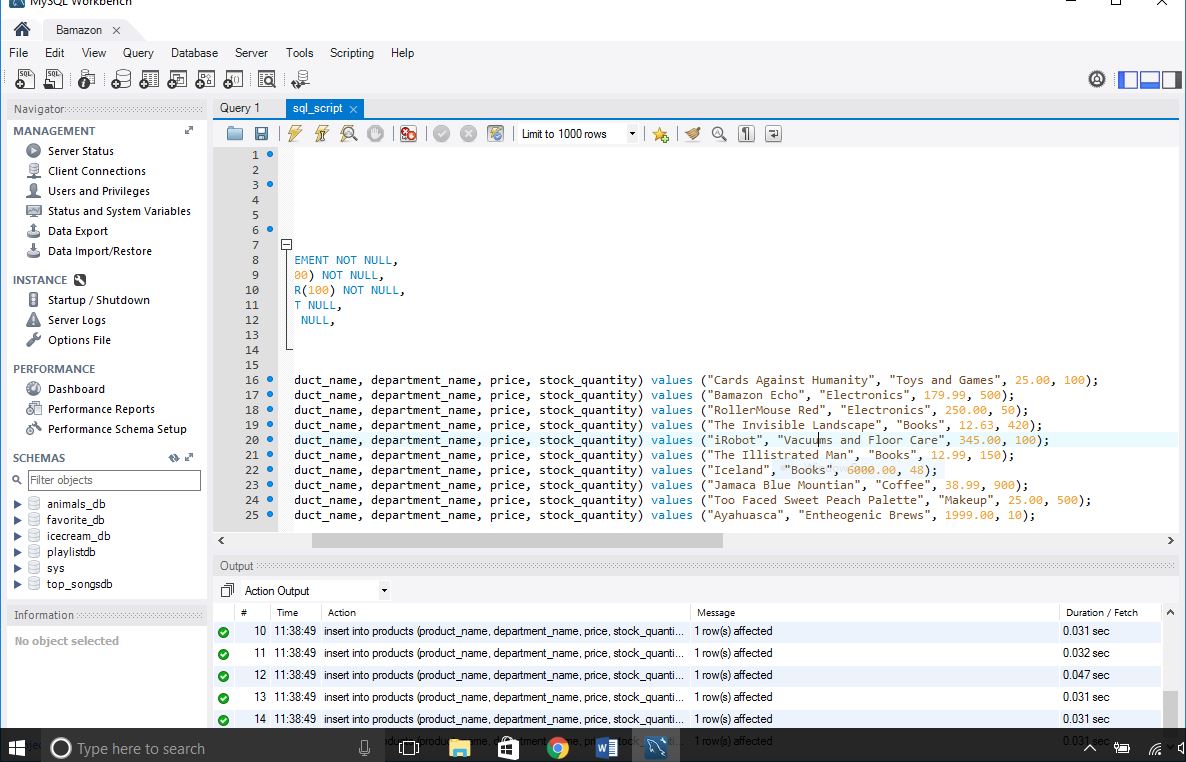 MySQL Workbench
Bamazon
File Edit View Query Database Server Tools Scripting Help
Navigator
MANAGEMENT
Server Status
Client Connections
Users and Privileges
Status and System Variables
Data Export
Data Import/Restore
INSTANCE
Startup / Shutdown
Server Logs
Options File
PERFORMANCE
Dashboard
Performance Reports
Performance Schema Setup
SCHEMAS
Filter objects
animals_db
favorite_db
icecream_db
playlistdb
sys
top_songsdb
Information
No object selected
Query 1 sql_script
Limit to 1000 rows
1
2
3
4
5
6
7
8 EMENT NOT NULL,
9 00) NOT NULL,
10 R(100) NOT NULL,
11 T NULL,
12 NULL,
13
14
15
16 duct_name, department_name, price, stock_quantity) values ("Cards Against Humanity", "Toys and Games", 25.00, 100);
17 duct_name, department_name, price, stock_quantity) values ("Bamazon Echo", "Electronics", 179.99, 500);
18 duct_name, department_name, price, stock_quantity) values ("RollerMouse Red", "Electronics", 250.00, 50);
19 duct_name, department_name, price, stock_quantity) values ("The Invisible Landscape", "Books", 12.63, 420);
20 duct_name, department_name, price, stock_quantity) values ("iRobot", "Vacuums and Floor Care", 345.00, 100);
21 duct_name, department_name, price, stock_quantity) values ("The Illistrated Man", "Books", 12.99, 150);
22 duct_name, department_name, price, stock_quantity) values ("Iceland", "Books", 6000.00, 48);
23 duct_name, department_name, price, stock_quantity) values ("Jamaca Blue Mountian", "Coffee", 38.99, 900);
24 duct_name, department_name, price, stock_quantity) values ("Too Faced Sweet Peach Palette", "Makeup", 25.00, 500);
25 duct_name, department_name, price, stock_quantity) values ("Ayahuasca", "Entheogenic Brews", 1999.00, 10);
Output
Action Output
# Time Action Message Duration / Fetch
10 11:38:49 insert into products (product_name, department_name, price, stock_quanti... 1 row(s) affected 0.031 sec
11 11:38:49 insert into products (product_name, department_name, price, stock_quanti... 1 row(s) affected 0.032 sec
12 11:38:49 insert into products (product_name, department_name, price, stock_quanti... 1 row(s) affected 0.047 sec
13 11:38:49 insert into products (product_name, department_name, price, stock_quanti... 1 row(s) affected 0.031 sec
14 11:38:49 insert into products (product_name, department_name, price, stock_quanti... 1 row(s) affected 0.031 sec
1 row(s) affected 0.031 sec
Type here to search